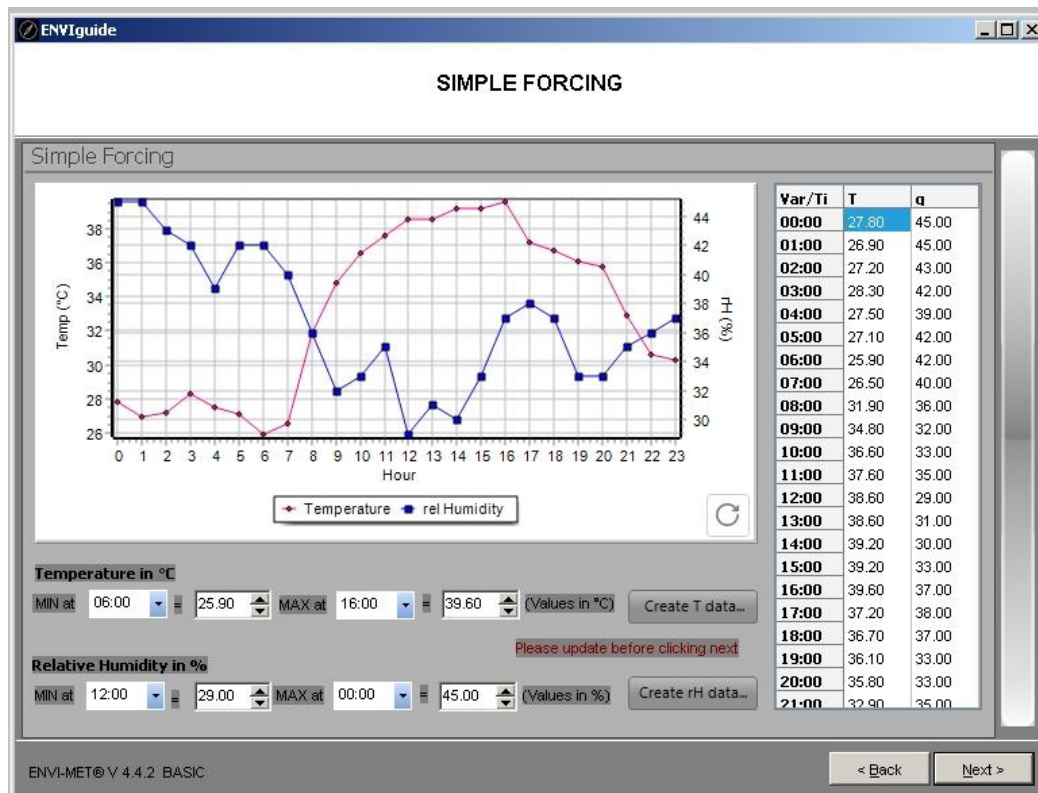 ENVIguide
SIMPLE FORCING
Simple Forcing
Temp (°C)
38
36
34
32
30
28
26
44
42
40
38
36
34
32
30
rH (%)
0 1 2 3 4 5 6 7 8 9 10 11 12 13 14 15 16 17 18 19 20 21 22 23
Hour
Temperature rel Humidity
Var/Ti T q
00:00 27.80 45.00
01:00 26.90 45.00
02:00 27.20 43.00
03:00 28.30 42.00
04:00 27.50 39.00
05:00 27.10 42.00
06:00 25.90 42.00
07:00 26.50 40.00
08:00 31.90 36.00
09:00 34.80 32.00
10:00 36.60 33.00
11:00 37.60 35.00
12:00 38.60 29.00
13:00 38.60 31.00
14:00 39.20 30.00
15:00 39.20 33.00
16:00 39.60 37.00
17:00 37.20 38.00
18:00 36.70 37.00
19:00 36.10 33.00
20:00 35.80 33.00
21:00 32.90 35.00
Temperature in °C
MIN at 06:00 = 25.90 MAX at 16:00 = 39.60 (Values in °C) Create T data...
Please update before clicking next
Relative Humidity in %
MIN at 12:00 = 29.00 MAX at 00:00 = 45.00 (Values in %) Create rH data...
ENVI-MET® V 4.4.2 BASIC
< Back Next >